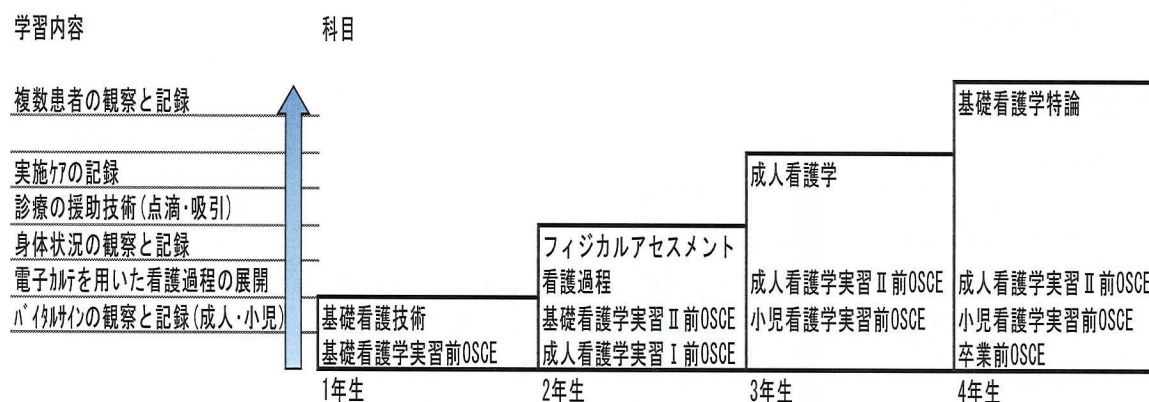 学習内容
科目
複数患者の観察と記録
実施ケアの記録
診療の援助技術(点滴・吸引)
身体状況の観察と記録
電子カルテを用いた看護過程の展開
バイタルサインの観察と記録(成人・小児)
基礎看護技術
基礎看護学実習前OSCE
1年生
フィジカルアセスメント
看護過程
基礎看護学実習Ⅱ前OSCE
成人看護学実習Ⅰ前OSCE
2年生
成人看護学
成人看護学実習Ⅱ前OSCE
小児看護学実習前OSCE
3年生
基礎看護学特論
成人看護学実習Ⅱ前OSCE
小児看護学実習前OSCE
卒業前OSCE
4年生